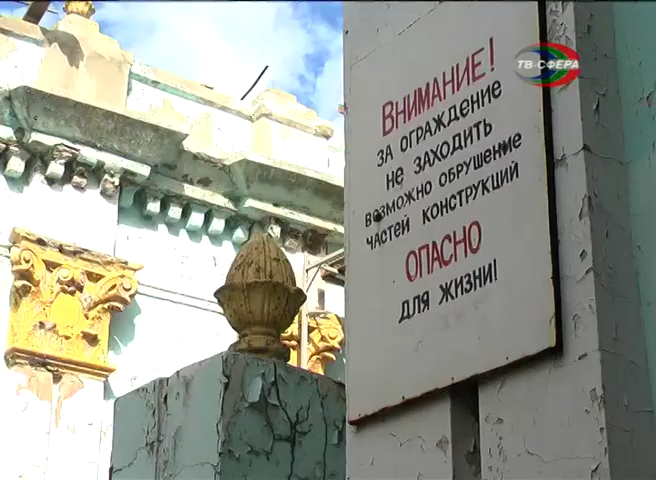 ТВ-СФЕРА
ВНИМАНИЕ!
ЗА ОГРАЖДЕНИЕ
НЕ ЗАХОДИТЬ
ВОЗМОЖНО ОБРУШЕНИЕ
ЧАСТЕЙ КОНСТРУКЦИЙ
ОПАСНО
ДЛЯ ЖИЗНИ!